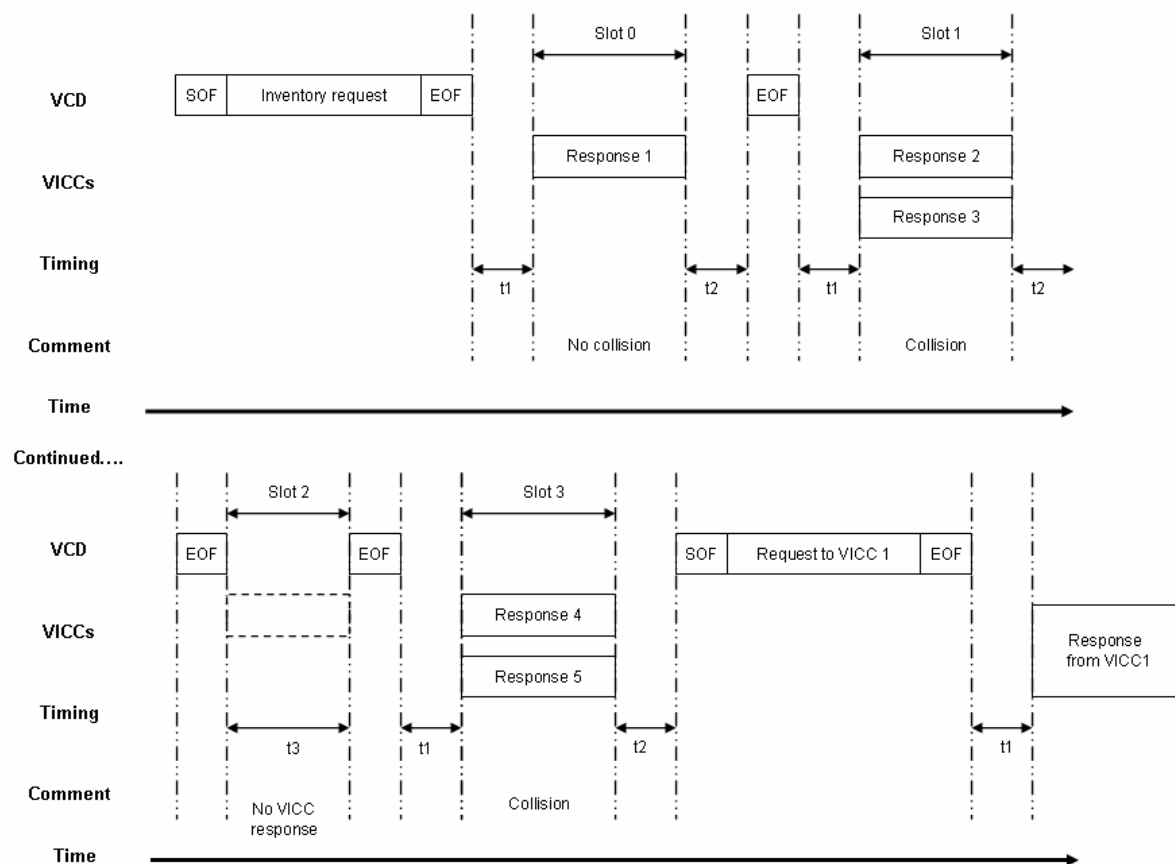 Slot 0
Slot 1
VCD
SOF
Inventory request
EOF
EOF
VICCs
Response 1
Response 2
Response 3
Timing
t1
t2
t1
t2
Comment
No collision
Collision
Time
Continued....
Slot 2
Slot 3
VCD
EOF
EOF
SOF
Request to VICC 1
EOF
VICCs
Response 4
Response 5
Response
from VICC1
Timing
t3
t1
t2
t1
Comment
No VICC
response
Collision
Time